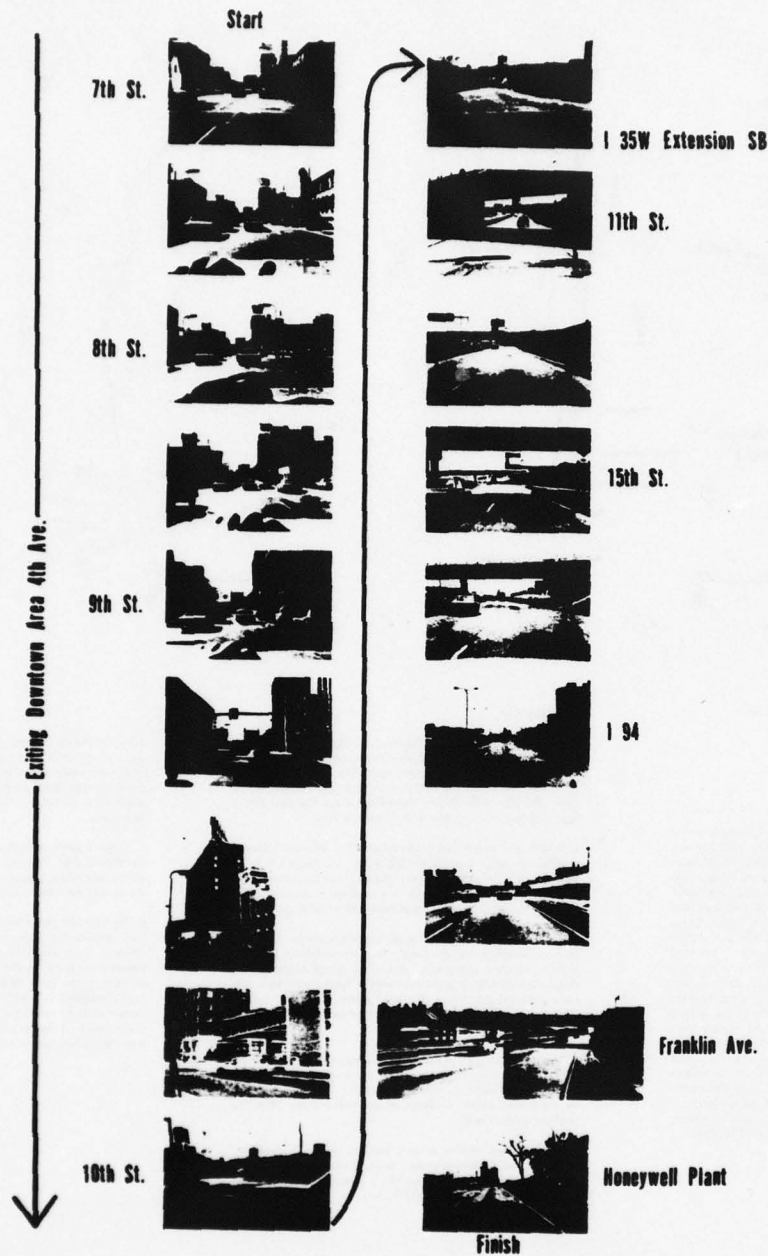 Start
7th St.
8th St.
9th St.
10th St.
Exiting Downtown Area 4th Ave.
I 35W Extension SB
11th St.
15th St.
I 94
Franklin Ave.
Honeywell Plant
Finish